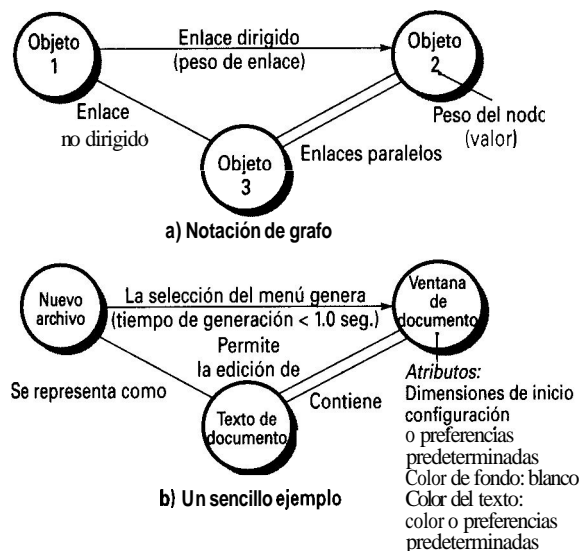 Objeto
1
Enlace dirigido
(peso de enlace)
Objeto
2
Enlace
no dirigido
Peso del nodo
(valor)
Objeto
3
Enlaces paralelos
a) Notación de grafo
Nuevo
archivo
La selección del menú genera
(tiempo de generación < 1.0 seg.)
Ventana
de
documento
Permite
la edición de
Se representa como
Contiene
Texto de
documento
Atributos:
Dimensiones de inicio
configuración
o preferencias
predeterminadas
Color de fondo: blanco
Color del texto:
color o preferencias
predeterminadas
b) Un sencillo ejemplo